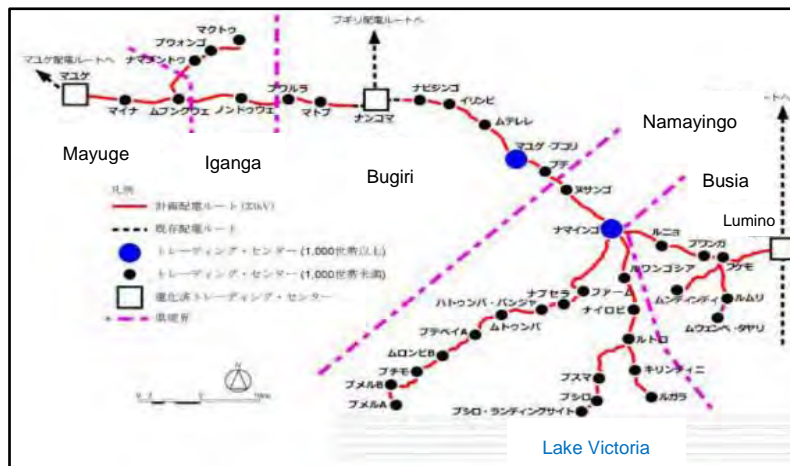 マクトゥ
ブウォンゴ
ナマメントゥ
ブギリ配電ルートへ
マユゲ配電ルートへ
マユゲ
マイナ
ムブングウェ
ノンドゥウェ
ブウルラ
マトブ
ナンコマ
ナビジンゴ
イリンビ
ムテレレ
マユゲ・ブコリ
ブデ
ヌサンゴ
ートへ
Namayingo
Mayuge
Iganga
Bugiri
Busia
Lumino
凡例
計画配電ルート(33kV)
既存配電ルート
トレーディング・センター(1,000世帯以上)
トレーディング・センター(1,000世帯未満)
電化済トレーディング・センター
県境界
ナマインゴ
ルニヨ
ブワンガ
ブケモ
ルワンゴシア
ムンディンディ
ルムリ
ムウェンベ・タヤリ
ナブセラ
ファーム
ハトゥンバ・バンジャ
ムトゥンバ
ナイロビ
ブテベイA
ムロンビB
ブチモ
ブメルB
ブメルA
ルトロ
キリンディニ
ルガラ
ブスマ
ブシロ
ブシロ・ランディングサイト
N
Lake Victoria